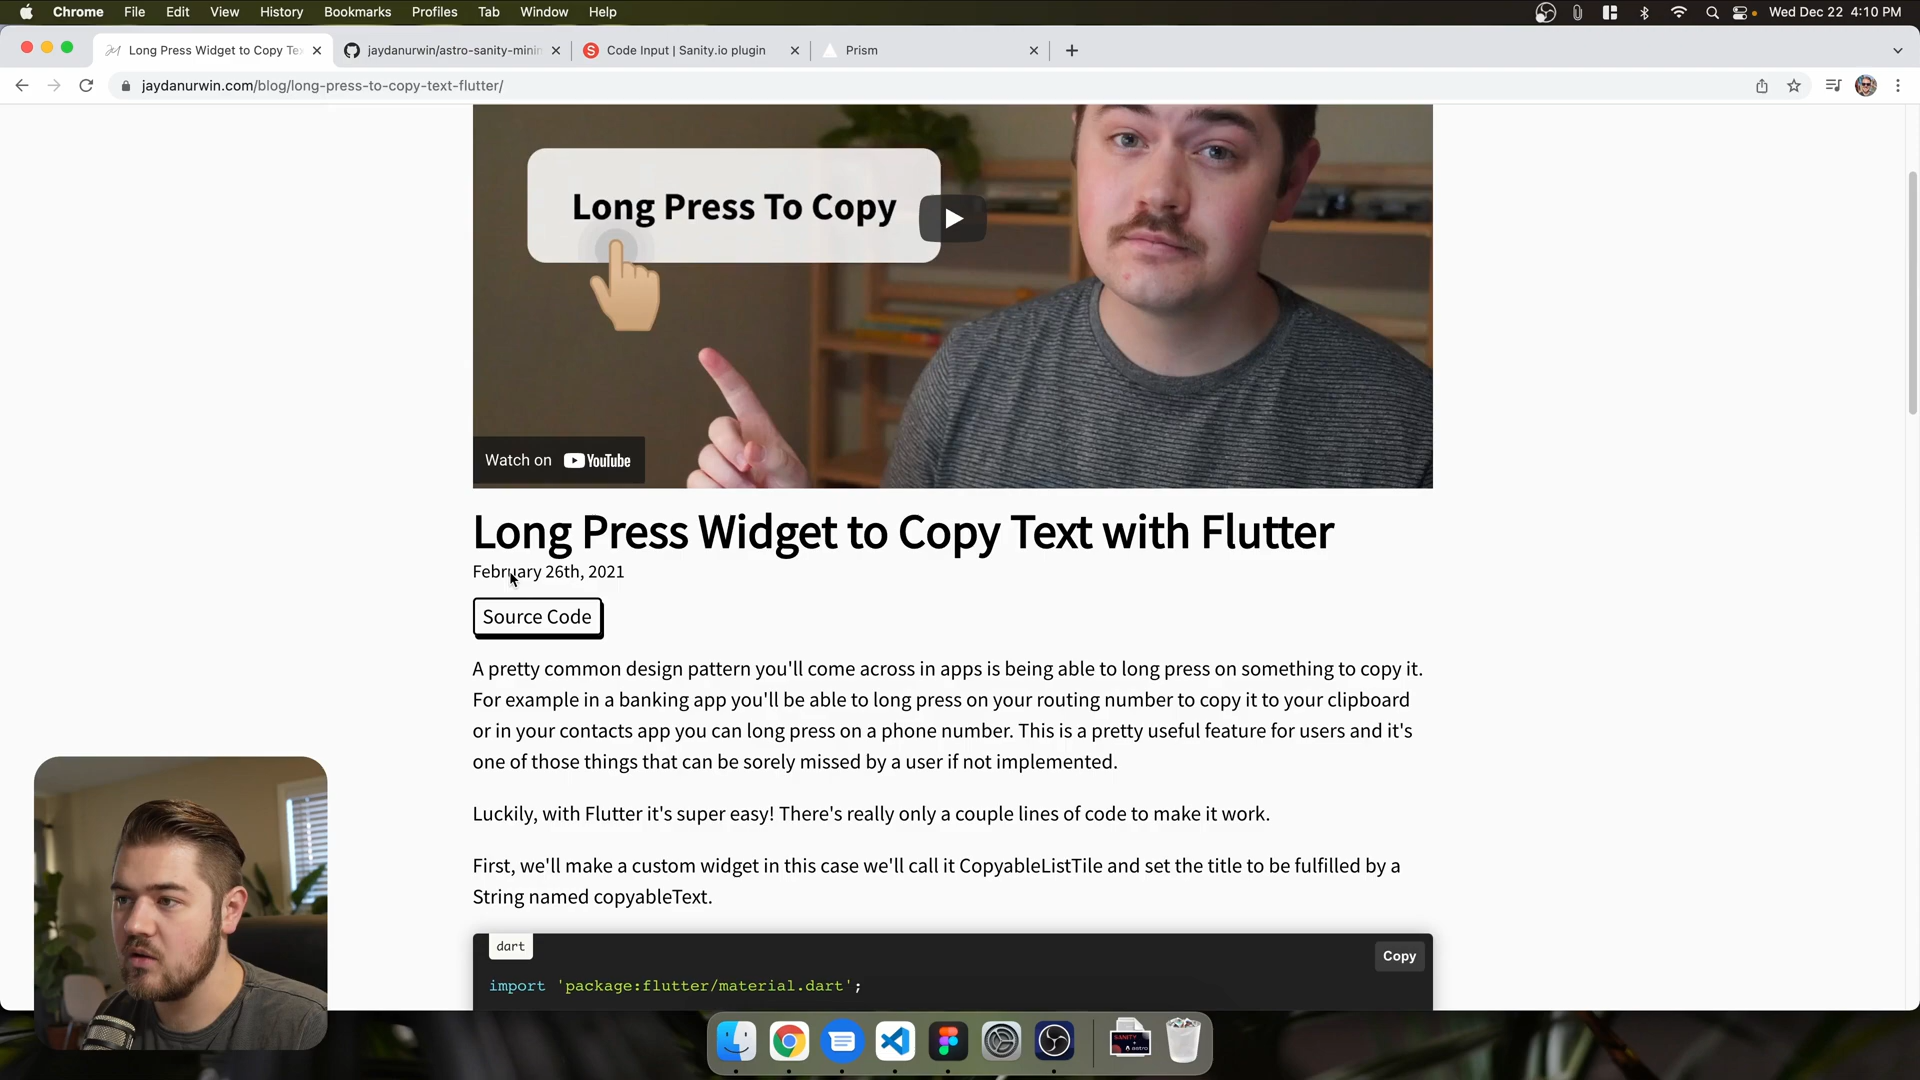 Chrome File Edit View History Bookmarks Profiles Tab Window Help Wed Dec 22 4:10 PM
Long Press Widget to Copy Te jaydanurwin/astro-sanity-minin Code Input | Sanity.io plugin Prism
jaydanurwin.com/blog/long-press-to-copy-text-flutter/
Long Press To Copy
Watch on YouTube
Long Press Widget to Copy Text with Flutter
February 26th, 2021
Source Code
A pretty common design pattern you'll come across in apps is being able to long press on something to copy it.
For example in a banking app you'll be able to long press on your routing number to copy it to your clipboard
or in your contacts app you can long press on a phone number. This is a pretty useful feature for users and it's
one of those things that can be sorely missed by a user if not implemented.
Luckily, with Flutter it's super easy! There's really only a couple lines of code to make it work.
First, we'll make a custom widget in this case we'll call it CopyableListTile and set the title to be fulfilled by a
String named copyableText.
dart
Copy
import 'package:flutter/material.dart';
SANITY
astro